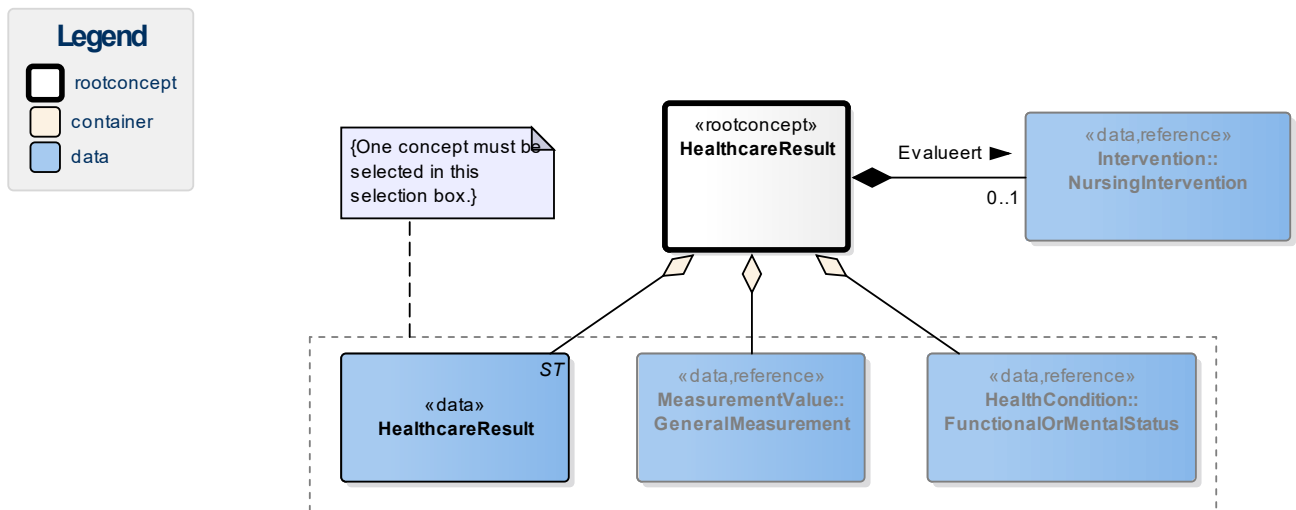 Legend
rootconcept
container
data
{One concept must be
selected in this
selection box.}
«rootconcept»
HealthcareResult
Evalueert
0..1
«data,reference»
Intervention::
NursingIntervention
ST
«data»
HealthcareResult
«data,reference»
MeasurementValue::
GeneralMeasurement
«data,reference»
HealthCondition::
FunctionalOrMentalStatus